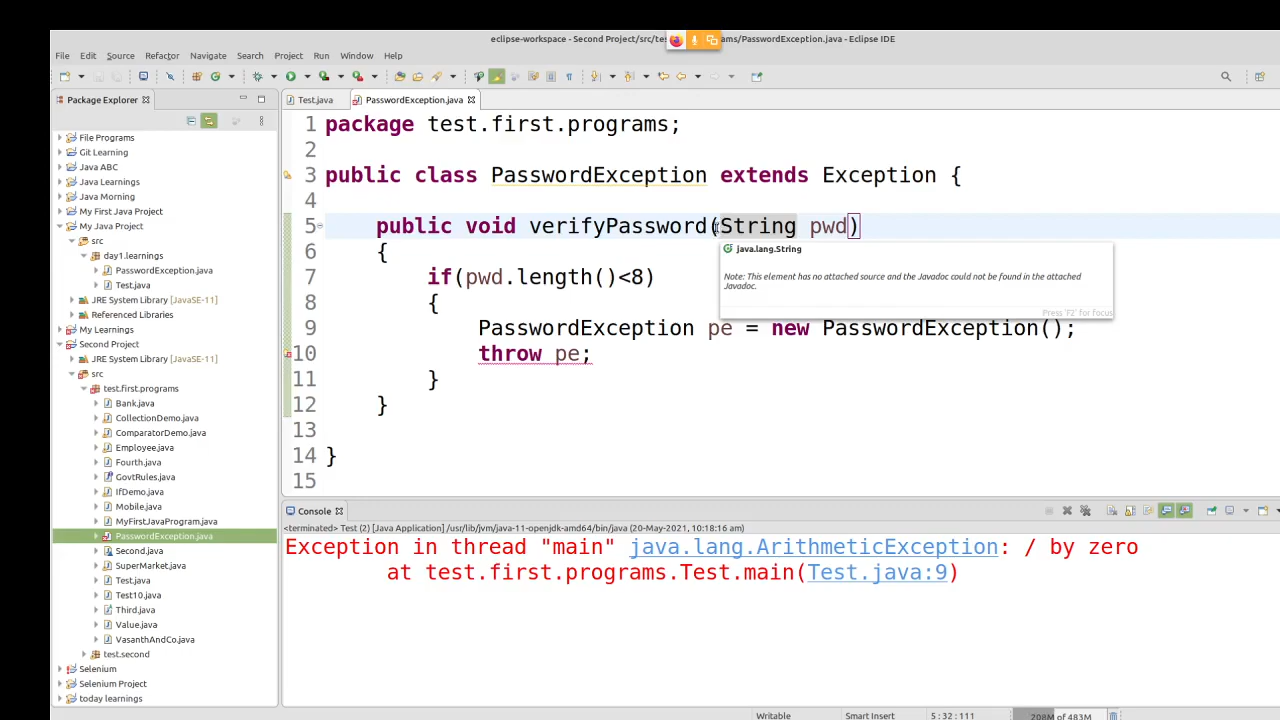 eclipse-workspace - Second Project/src/tes ams/PasswordException.java - Eclipse IDE
File Edit Source Refactor Navigate Search Project Run Window Help
Package Explorer
Test.java PasswordException.java
File Programs
Git Learning
Java ABC
Java Learnings
Java Morning
My First Java Project
My Java Project
src
day1.learnings
PasswordException.java
Test.java
JRE System Library [JavaSE-11]
Referenced Libraries
My Learnings
Second Project
JRE System Library [JavaSE-11]
src
test.first.programs
Bank.java
CollectionDemo.java
ComparatorDemo.java
Employee.java
Fourth.java
GovtRules.java
IfDemo.java
Mobile.java
MyFirstJavaProgram.java
PasswordException.java
Second.java
SuperMarket.java
Test.java
Test10.java
Third.java
Value.java
VasanthAndCo.java
test.second
Selenium
Selenium Project
today learnings
1 package test.first.programs;
2
3 public class PasswordException extends Exception {
4
5 public void verifyPassword(String pwd)
6 {
7 if(pwd.length()<8)
8 {
9 PasswordException pe = new PasswordException();
10 throw pe;
11 }
12 }
13
14 }
15
java.lang.String
Note: This element has no attached source and the Javadoc could not be found in the attached
Javadoc.
Press 'F2' for focus
Console
<terminated> Test (2) [Java Application] /usr/lib/jvm/java-11-openjdk-amd64/bin/java (20-May-2021, 10:18:16 am)
Exception in thread "main" java.lang.ArithmeticException: / by zero
at test.first.programs.Test.main(Test.java:9)
Writable Smart Insert 5 : 32 : 111 208M of 483M